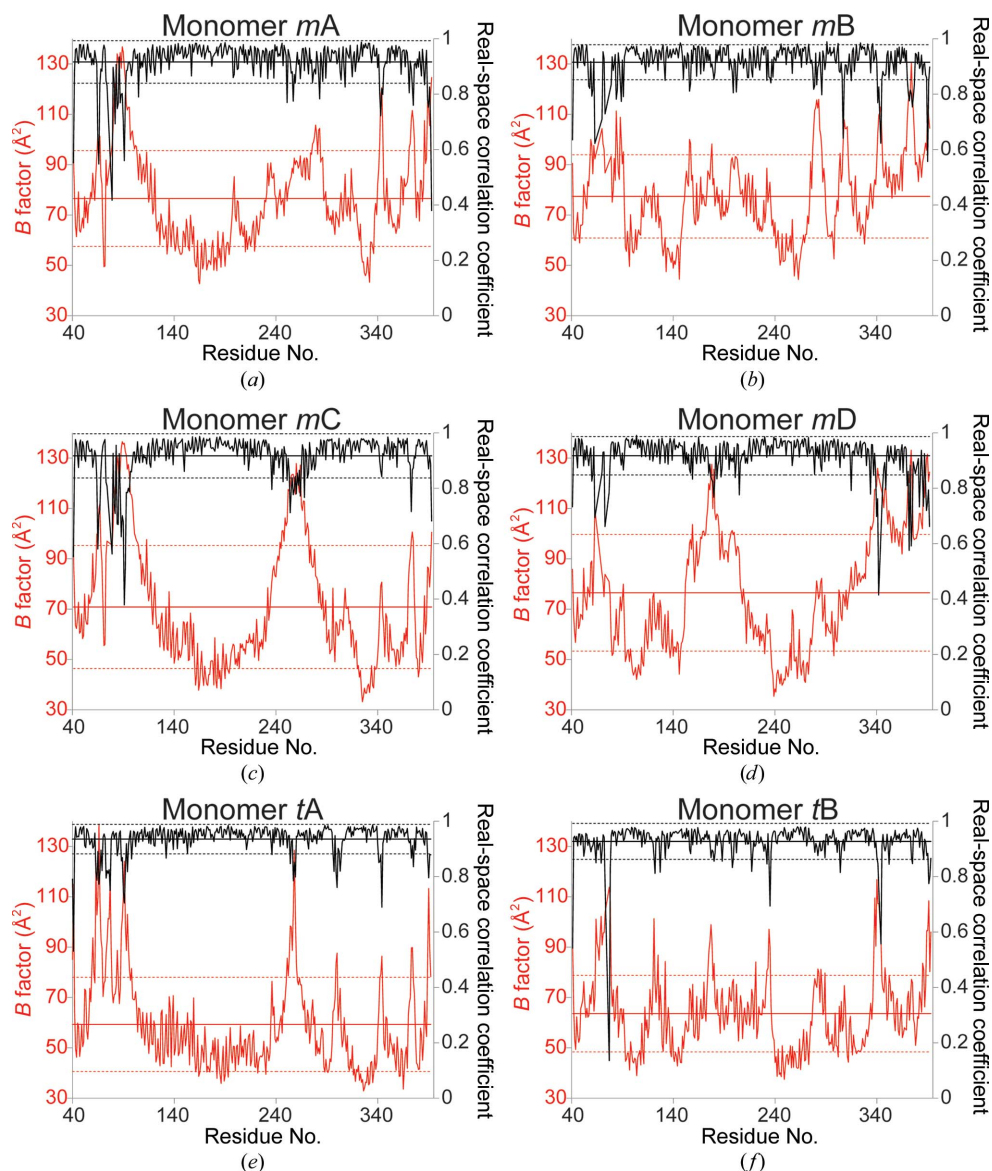 Monomer mA
Monomer mB
B factor (Å²)
130
110
90
70
50
30
1
0.8
0.6
0.4
0.2
0
Real-space correlation coefficient
B factor (Å²)
130
110
90
70
50
30
1
0.8
0.6
0.4
0.2
0
Real-space correlation coefficient
40 140 240 340
40 140 240 340
Residue No.
Residue No.
(a)
(b)
Monomer mC
Monomer mD
B factor (Å²)
130
110
90
70
50
30
1
0.8
0.6
0.4
0.2
0
Real-space correlation coefficient
B factor (Å²)
130
110
90
70
50
30
1
0.8
0.6
0.4
0.2
0
Real-space correlation coefficient
40 140 240 340
40 140 240 340
Residue No.
Residue No.
(c)
(d)
Monomer tA
Monomer tB
B factor (Å²)
130
110
90
70
50
30
1
0.8
0.6
0.4
0.2
0
Real-space correlation coefficient
B factor (Å²)
130
110
90
70
50
30
1
0.8
0.6
0.4
0.2
0
Real-space correlation coefficient
40 140 240 340
40 140 240 340
Residue No.
Residue No.
(e)
(f)